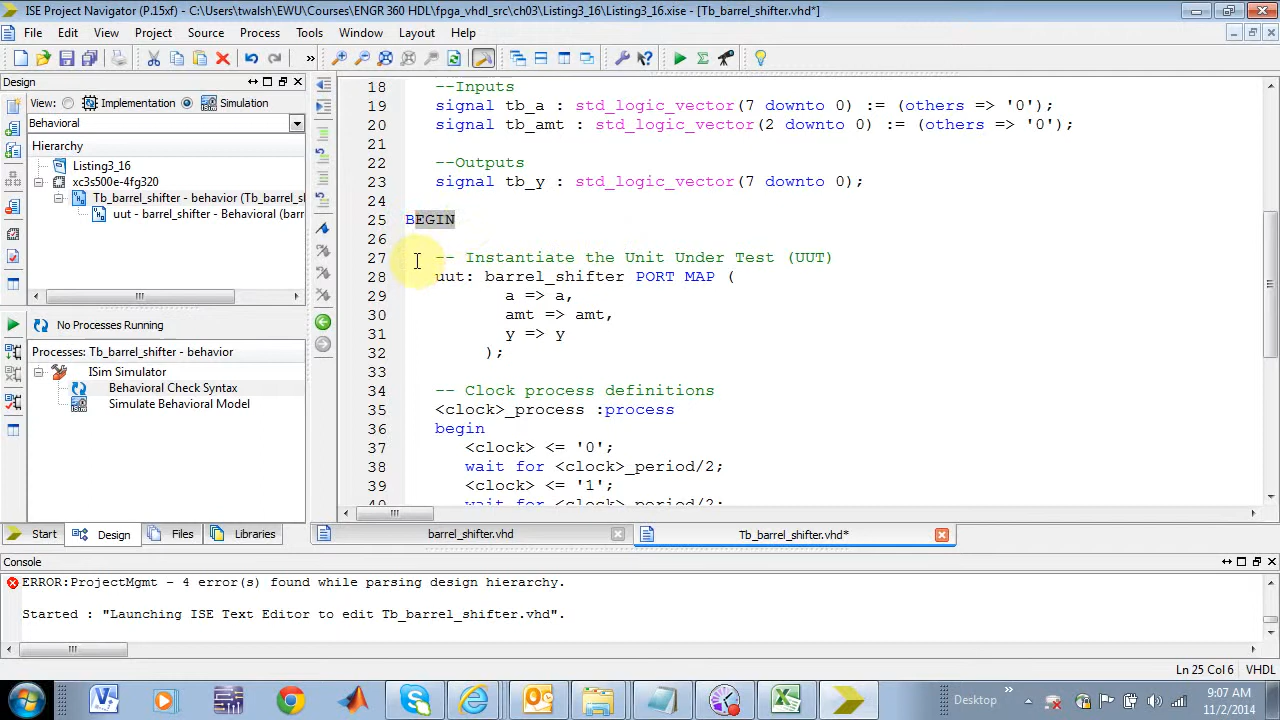 ISE Project Navigator (P.15xf) - C:\Users\twalsh\EWU\Courses\ENGR 360 HDL\fpga_vhdl_src\ch03\Listing3_16\Listing3_16.xise - [Tb_barrel_shifter.vhd*]
File Edit View Project Source Process Tools Window Layout Help
Design
View: Implementation Simulation
Behavioral
Hierarchy
Listing3_16
xc3s500e-4fg320
Tb_barrel_shifter - behavior (Tb_barrel_s
uut - barrel_shifter - Behavioral (barr
No Processes Running
Processes: Tb_barrel_shifter - behavior
ISim Simulator
Behavioral Check Syntax
Simulate Behavioral Model
18 --Inputs
19 signal tb_a : std_logic_vector(7 downto 0) := (others => '0');
20 signal tb_amt : std_logic_vector(2 downto 0) := (others => '0');
21
22 --Outputs
23 signal tb_y : std_logic_vector(7 downto 0);
24
25 BEGIN
26
27 -- Instantiate the Unit Under Test (UUT)
28 uut: barrel_shifter PORT MAP (
29 a => a,
30 amt => amt,
31 y => y
32 );
33
34 -- Clock process definitions
35 <clock>_process :process
36 begin
37 <clock> <= '0';
38 wait for <clock>_period/2;
39 <clock> <= '1';
40 wait for <clock>_period/2;
Start Design Files Libraries
barrel_shifter.vhd
Tb_barrel_shifter.vhd*
Console
ERROR:ProjectMgmt - 4 error(s) found while parsing design hierarchy.
Started : "Launching ISE Text Editor to edit Tb_barrel_shifter.vhd".
Ln 25 Col 6 VHDL
Desktop
9:07 AM
11/2/2014